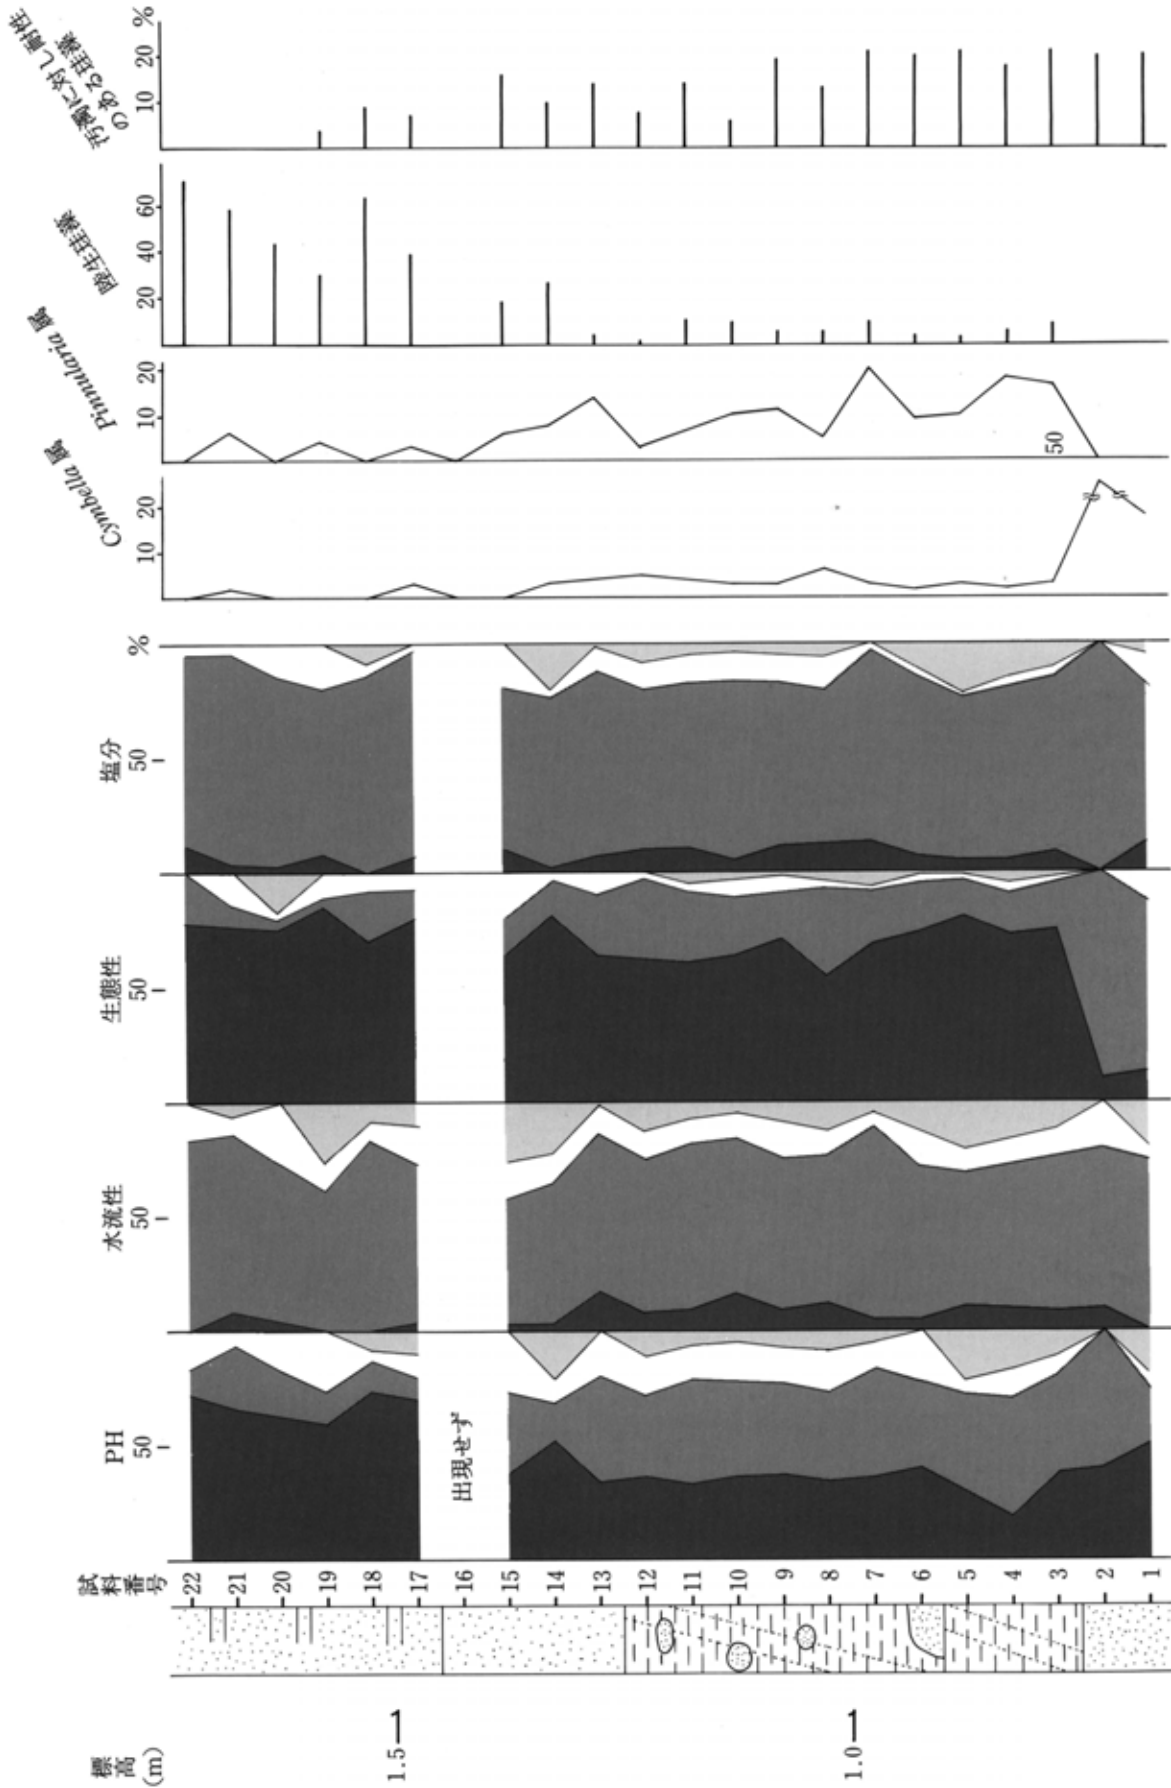 標高
(m)
1.5
1.0
試料
番号
22
21
20
19
18
17
16
15
14
13
12
11
10
9
8
7
6
5
4
3
2
1
PH
50
出現せず
水流性
50
生態性
50
塩分
50
%
Cymbella 属
10
20
50
Pinnularia 属
10
20
陸生珪藻
20
40
60
汚濁に対し耐性
のある珪藻
10
20
%